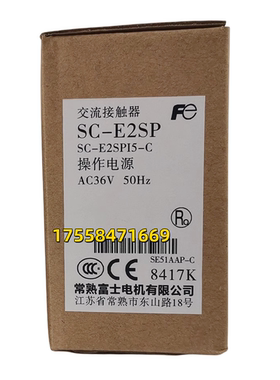 交流接触器
Fe
SC-E2SP
SC-E2SPI5-C
操作电源
AC36V 50Hz
17558471669
SE51AAP-C
CCC
8417K
常熟富士电机有限公司
江苏省常熟市东山路18号